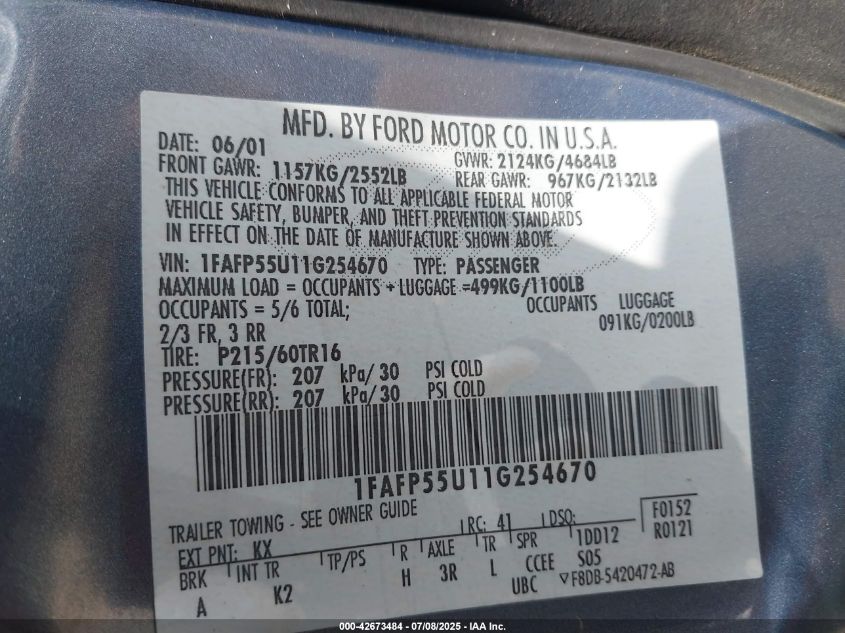 MFD. BY FORD MOTOR CO. IN U.S.A.
DATE: 06/01 GVWR: 2124KG/4684LB
FRONT GAWR: 1157KG/2552LB REAR GAWR: 967KG/2132LB
THIS VEHICLE CONFORMS TO ALL APPLICABLE FEDERAL MOTOR
VEHICLE SAFETY, BUMPER, AND THEFT PREVENTION STANDARDS
IN EFFECT ON THE DATE OF MANUFACTURE SHOWN ABOVE.
VIN: 1FAFP55U11G254670 TYPE: PASSENGER
MAXIMUM LOAD = OCCUPANTS + LUGGAGE =499KG/1100LB
OCCUPANTS = 5/6 TOTAL; OCCUPANTS LUGGAGE
2/3 FR, 3 RR 091KG/0200LB
TIRE: P215/60TR16
PRESSURE(FR): 207 kPa/ 30 PSI COLD
PRESSURE(RR): 207 kPa/ 30 PSI COLD
1FAFP55U11G254670
TRAILER TOWING - SEE OWNER GUIDE
EXT PNT: KX RC: 41 DSO: F0152
BRK INT TR TP/PS R AXLE TR SPR 1DD12 R0121
A K2 H 3R L CCEE S05
UBC F8DB-5420472-AB
000-42673484 - 07/08/2025 - IAA Inc.